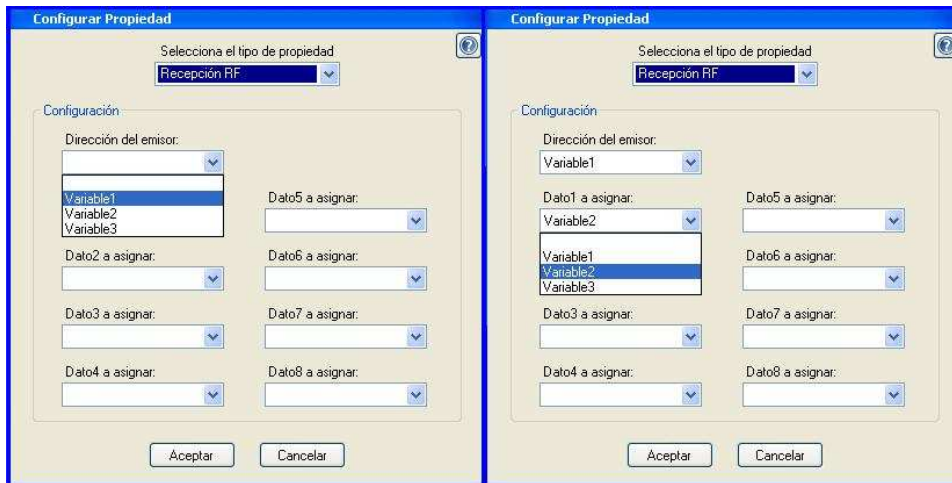 Configurar Propiedad
Selecciona el tipo de propiedad
Recepción RF
Configuración
Dirección del emisor:
Variable1
Variable2
Variable3
Dato5 a asignar:
Dato2 a asignar:
Dato6 a asignar:
Dato3 a asignar:
Dato7 a asignar:
Dato4 a asignar:
Dato8 a asignar:
Aceptar
Cancelar
Configurar Propiedad
Selecciona el tipo de propiedad
Recepción RF
Configuración
Dirección del emisor:
Variable1
Dato1 a asignar:
Dato5 a asignar:
Variable2
Variable1
Variable2
Variable3
Dato6 a asignar:
Dato3 a asignar:
Dato7 a asignar:
Dato4 a asignar:
Dato8 a asignar:
Aceptar
Cancelar